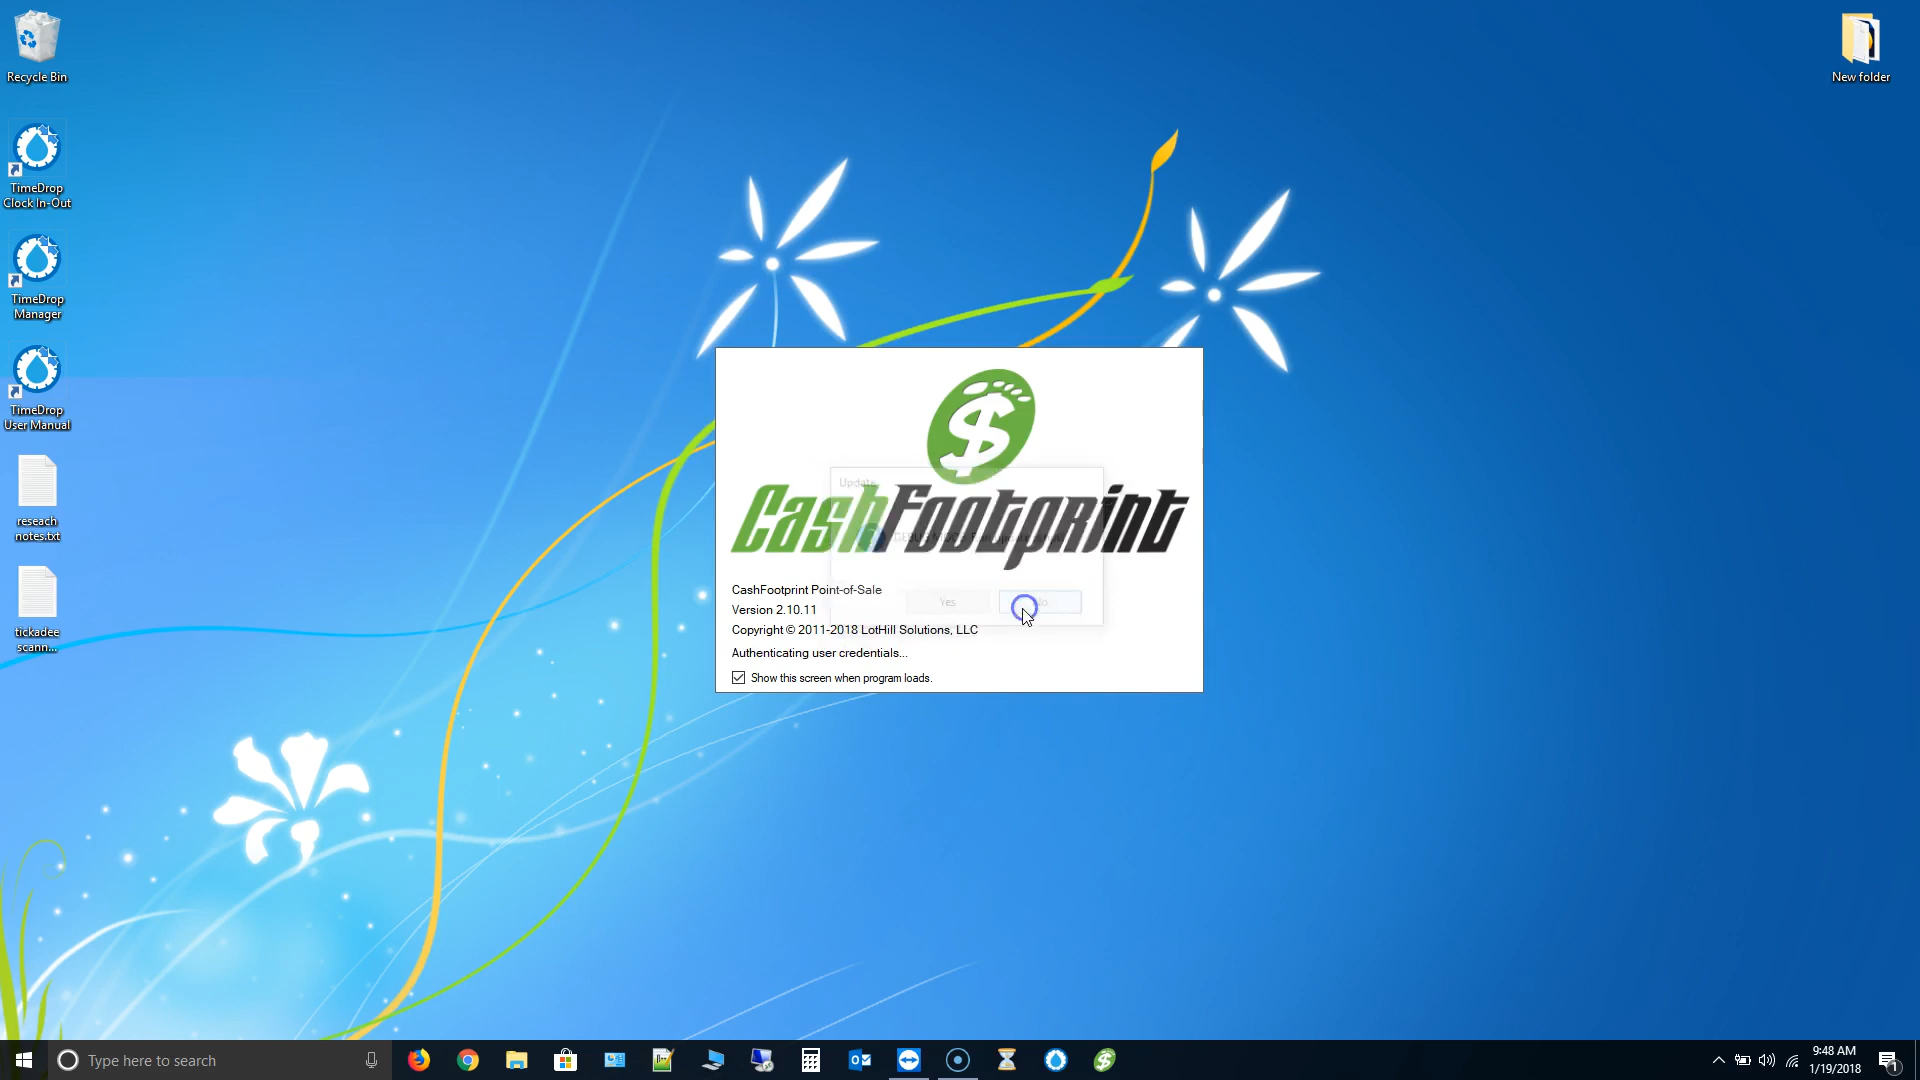 Recycle Bin
New folder
TimeDrop
Clock In-Out
TimeDrop
Manager
TimeDrop
User Manual
reseach
notes.txt
tickadee
scann...
$
CashFootprint
Update
Yes
CashFootprint Point-of-Sale
Version 2.10.11
Copyright © 2011-2018 LotHill Solutions, LLC
Authenticating user credentials...
Show this screen when program loads.
Type here to search
9:48 AM
1/19/2018
1